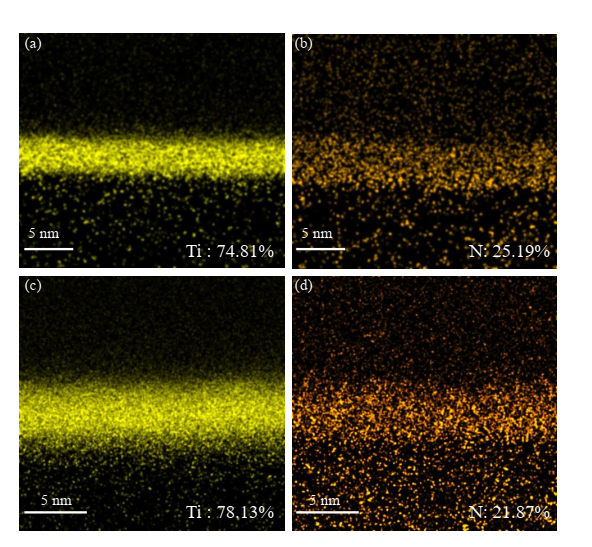 (a)
5 nm
Ti : 74.81%
(b)
5 nm
N: 25.19%
(c)
5 nm
Ti : 78,13%
(d)
5 nm
N: 21.87%